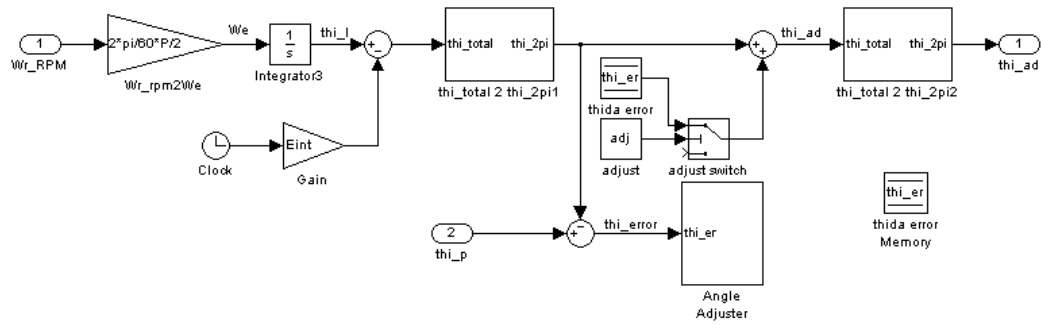 1
Wr_RPM
2*pi/60*P/2
Wr_rpm2We
We
1
s
Integrator3
thi_I
+
−
thi_total
thi_2pi
thi_total 2 thi_2pi1
thi_er
thida error
+
+
thi_ad
thi_total
thi_2pi
thi_total 2 thi_2pi2
1
thi_ad
Clock
Eint
Gain
adj
adjust
adjust switch
thi_er
thida error
Memory
2
thi_p
−
+
thi_error
thi_er
Angle
Adjuster